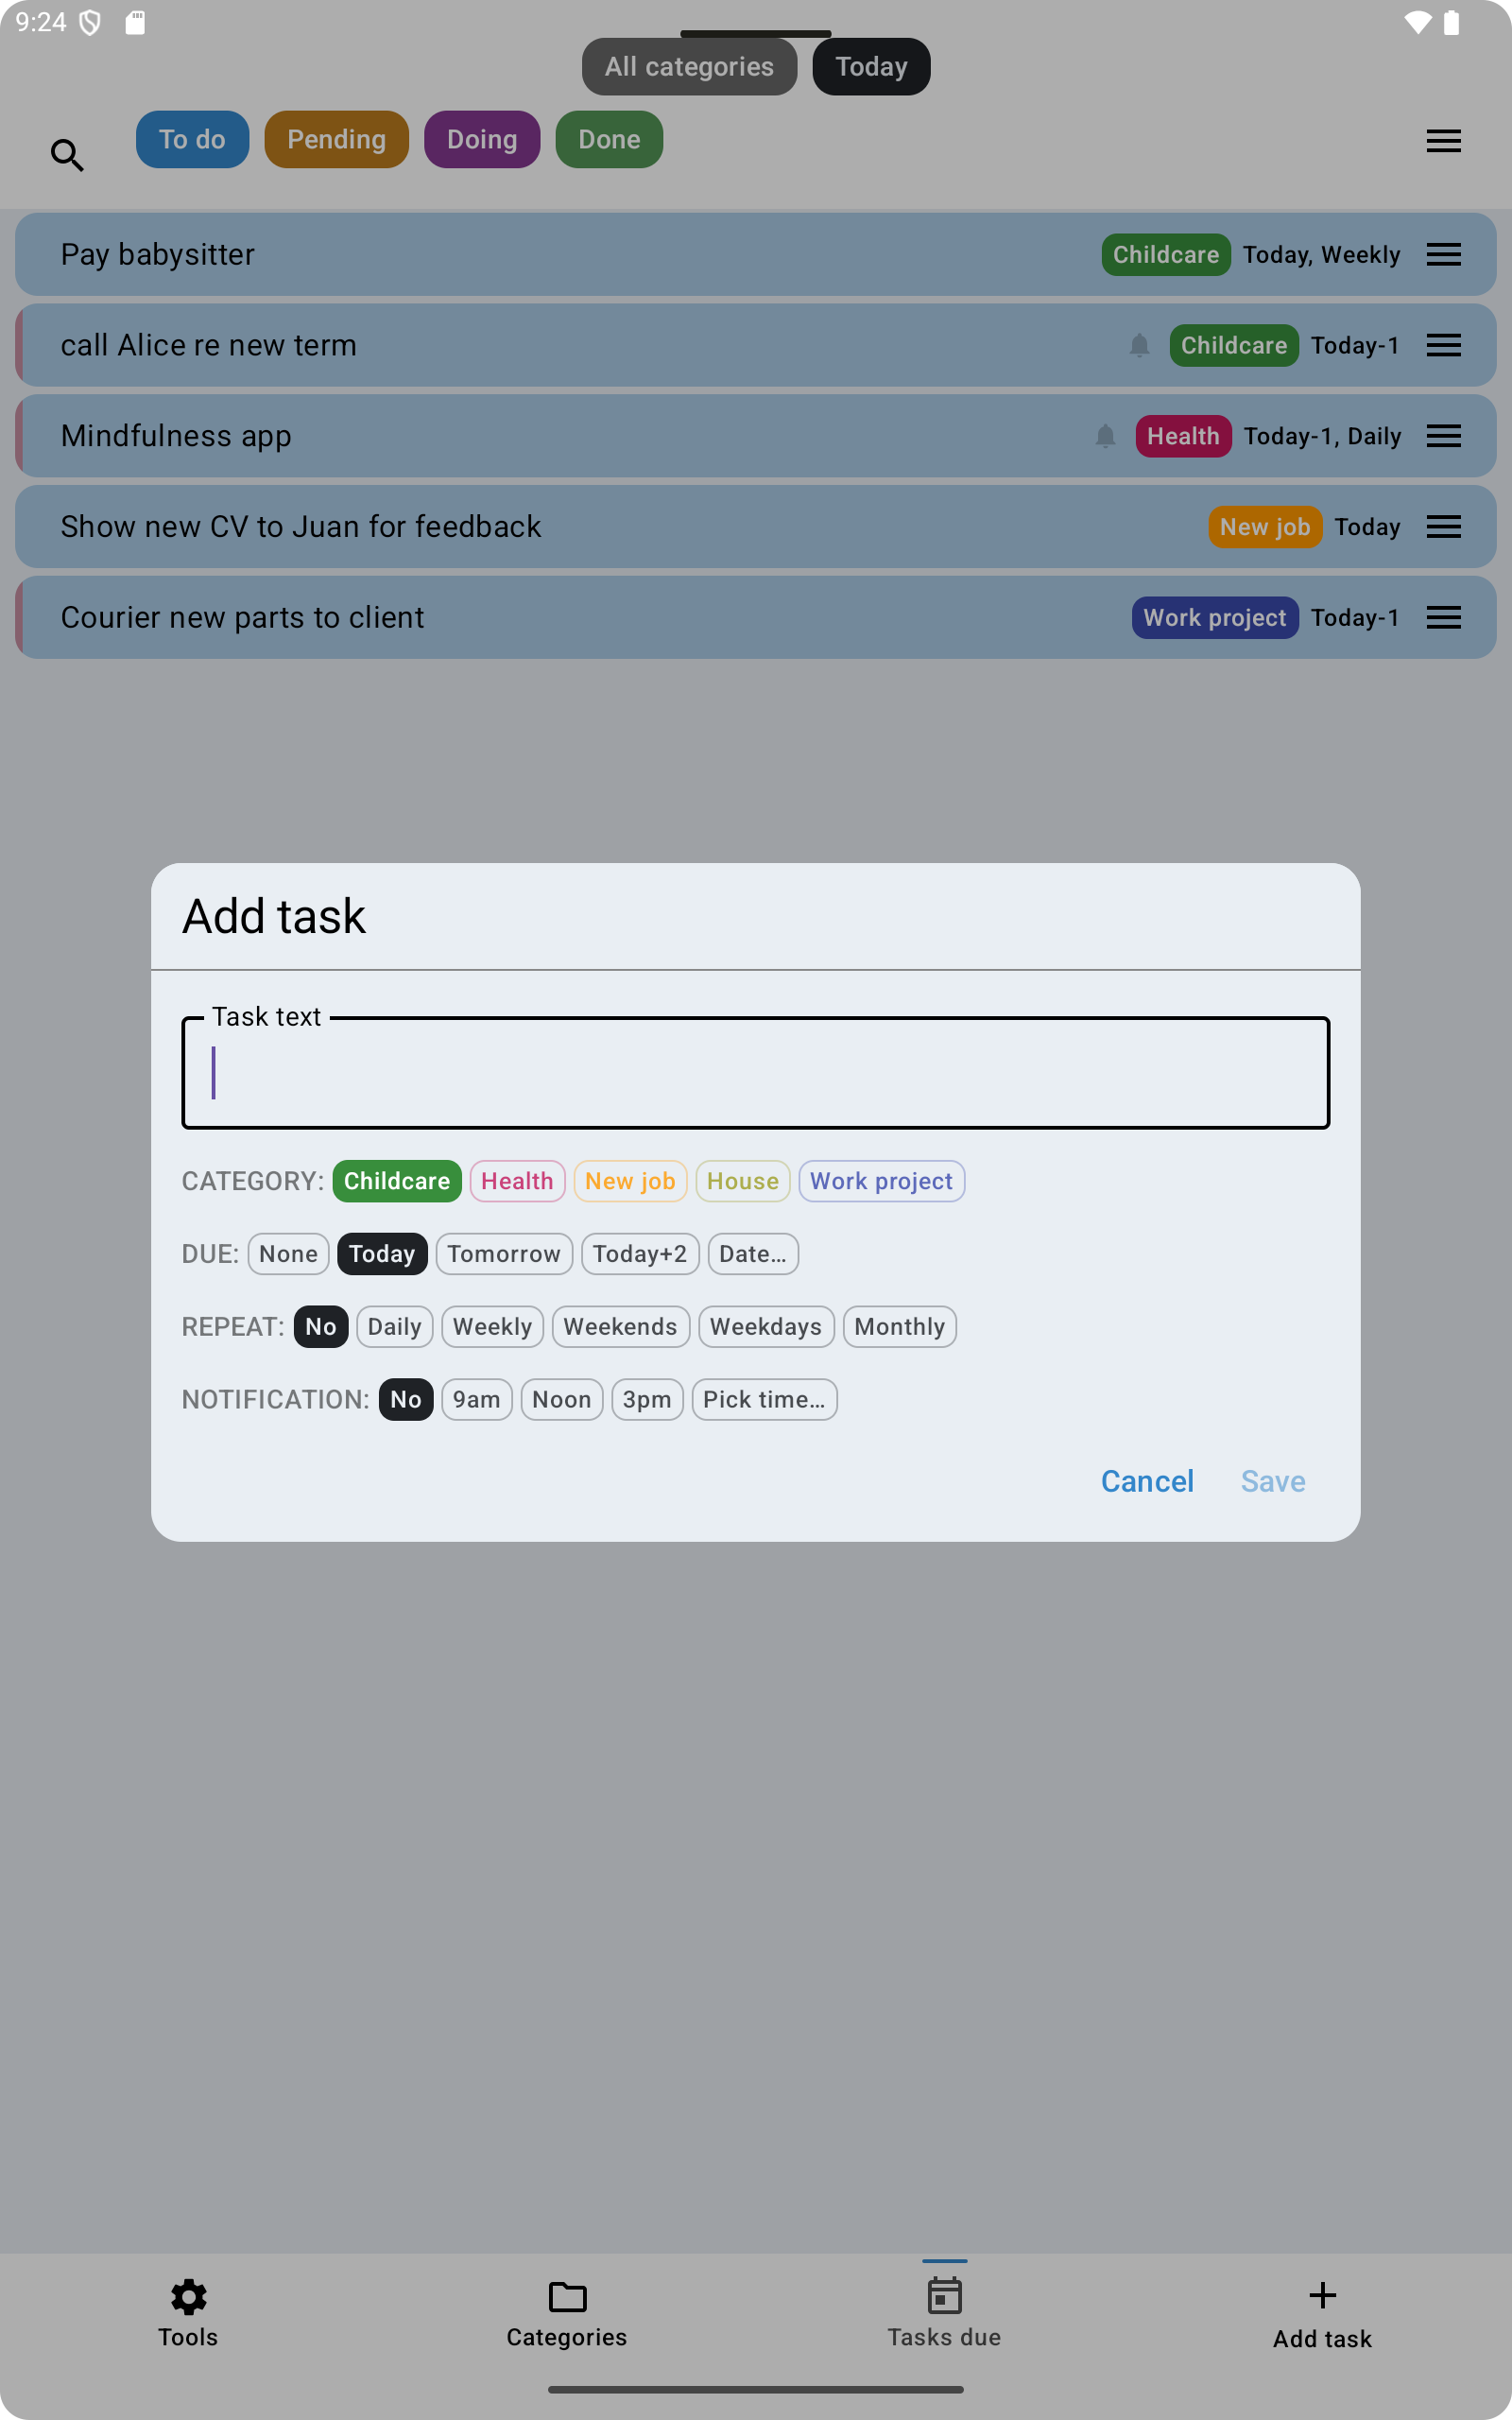 9:24
All categories Today
To do Pending Doing Done
Pay babysitter Childcare Today, Weekly
call Alice re new term Childcare Today-1
Mindfulness app Health Today-1, Daily
Show new CV to Juan for feedback New job Today
Courier new parts to client Work project Today-1
Add task
Task text
CATEGORY: Childcare Health New job House Work project
DUE: None Today Tomorrow Today+2 Date…
REPEAT: No Daily Weekly Weekends Weekdays Monthly
NOTIFICATION: No 9am Noon 3pm Pick time…
Cancel Save
Tools Categories Tasks due Add task